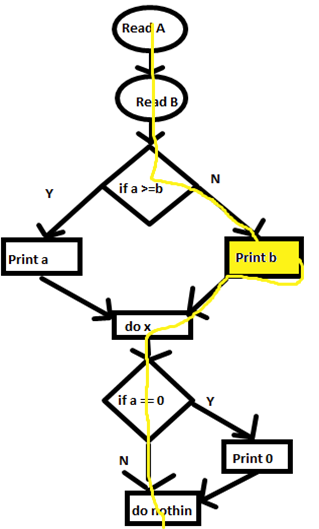 Read A
Read B
if a >=b
Y
N
Print a
Print b
do x
if a == 0
Y
N
Print 0
do nothin